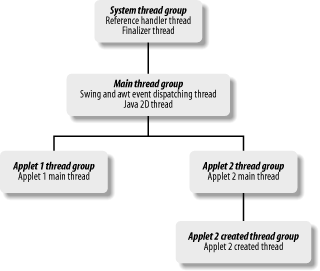 System thread group
Reference handler thread
Finalizer thread
Main thread group
Swing and awt event dispatching thread
Java 2D thread
Applet 1 thread group
Applet 1 main thread
Applet 2 thread group
Applet 2 main thread
Applet 2 created thread group
Applet 2 created thread